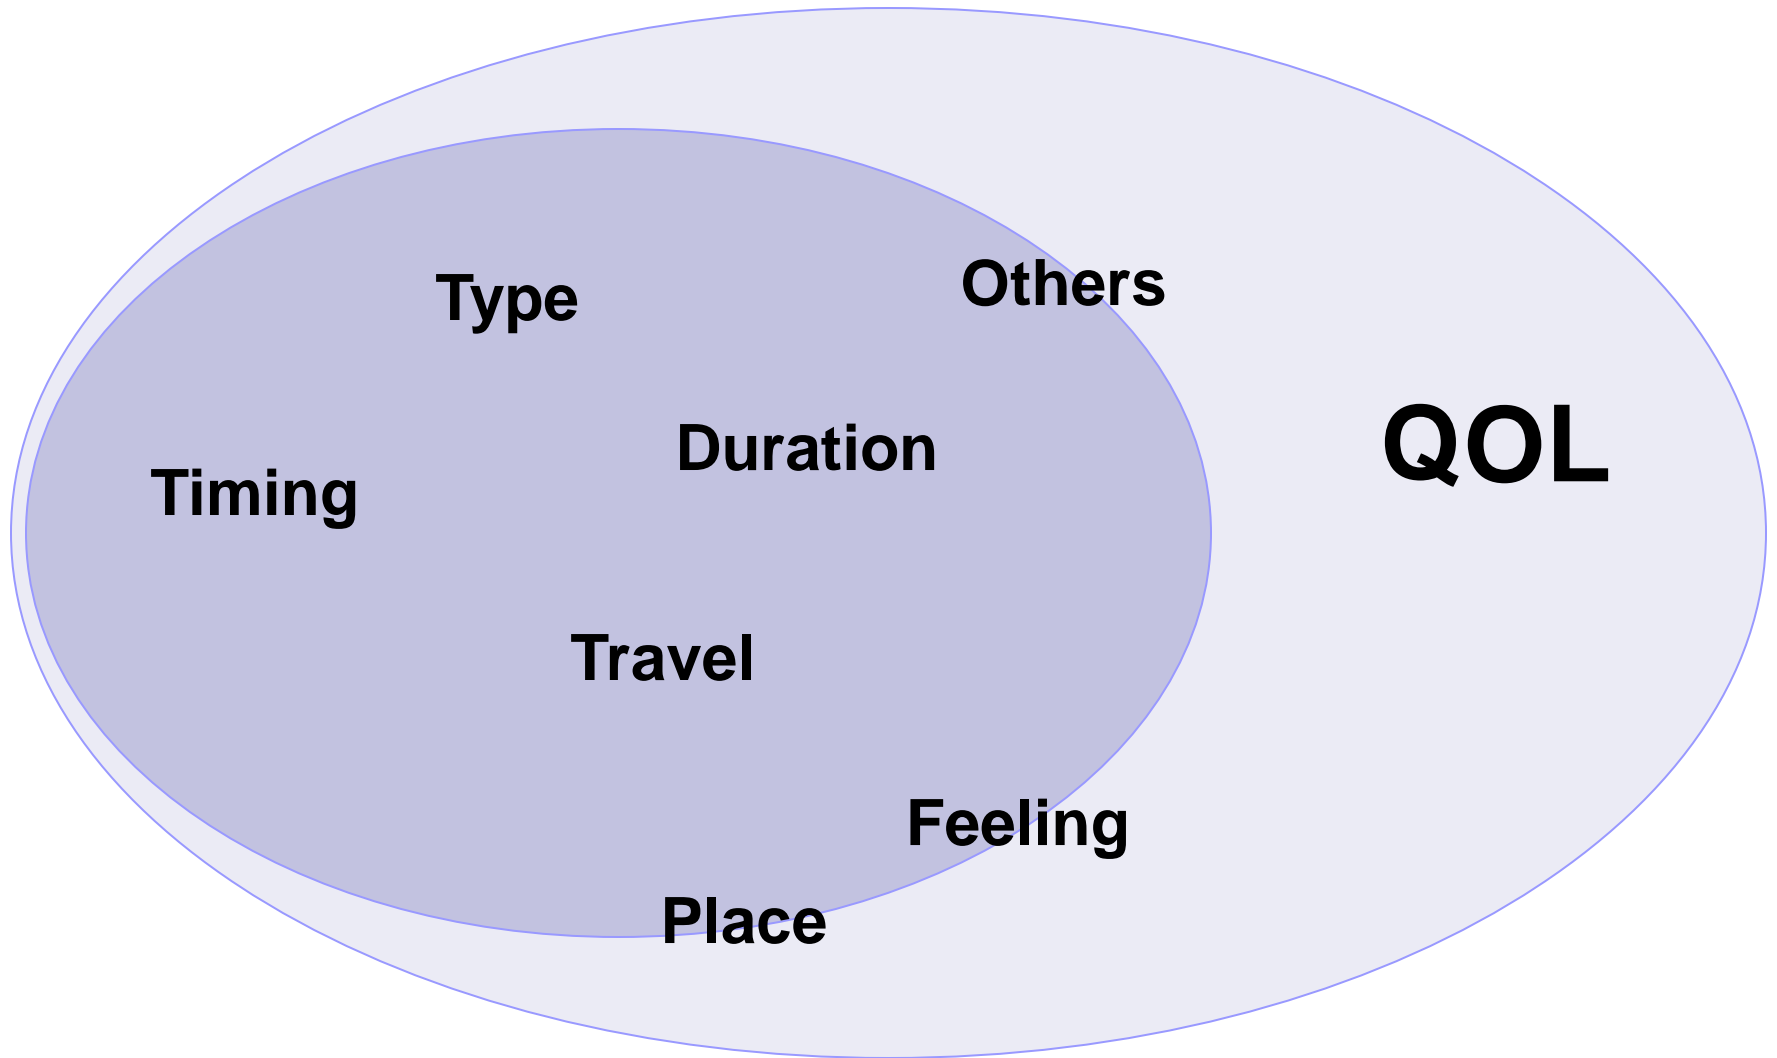 Others
Type
QOL
Duration
Timing
Travel
Feeling
Place